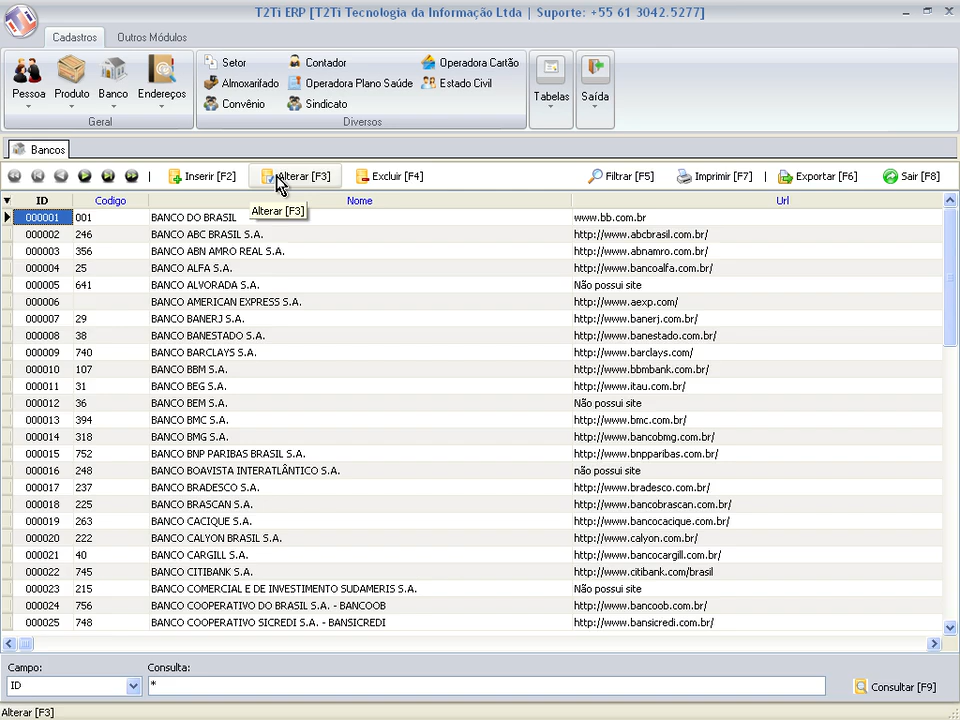 T2Ti ERP [T2Ti Tecnologia da Informação Ltda | Suporte: +55 61 3042.5277]
Cadastros Outros Módulos
Pessoa Produto Banco Endereços
Geral
Setor Contador Operadora Cartão
Almoxarifado Operadora Plano Saúde Estado Civil
Convênio Sindicato
Diversos
Tabelas Saída
Bancos
Inserir [F2] Alterar [F3] Excluir [F4] Filtrar [F5] Imprimir [F7] Exportar [F6] Sair [F8]
ID Codigo Nome Url
Alterar [F3]
000001 001 BANCO DO BRASIL www.bb.com.br
000002 246 BANCO ABC BRASIL S.A. http://www.abcbrasil.com.br/
000003 356 BANCO ABN AMRO REAL S.A. http://www.abnamro.com.br/
000004 25 BANCO ALFA S.A. http://www.bancoalfa.com.br/
000005 641 BANCO ALVORADA S.A. Não possui site
000006 BANCO AMERICAN EXPRESS S.A. http://www.aexp.com/
000007 29 BANCO BANERJ S.A. http://www.banerj.com.br/
000008 38 BANCO BANESTADO S.A. http://www.banestado.com.br/
000009 740 BANCO BARCLAYS S.A. http://www.barclays.com/
000010 107 BANCO BBM S.A. http://www.bbmbank.com.br/
000011 31 BANCO BEG S.A. http://www.itau.com.br/
000012 36 BANCO BEM S.A. Não possui site
000013 394 BANCO BMC S.A. http://www.bmc.com.br/
000014 318 BANCO BMG S.A. http://www.bancobmg.com.br/
000015 752 BANCO BNP PARIBAS BRASIL S.A. http://www.bnpparibas.com.br/
000016 248 BANCO BOAVISTA INTERATLÂNTICO S.A. não possui site
000017 237 BANCO BRADESCO S.A. http://www.bradesco.com.br/
000018 225 BANCO BRASCAN S.A. http://www.bancobrascan.com.br/
000019 263 BANCO CACIQUE S.A. http://www.bancocacique.com.br/
000020 222 BANCO CALYON BRASIL S.A. http://www.calyon.com.br/
000021 40 BANCO CARGILL S.A. http://www.bancocargill.com.br/
000022 745 BANCO CITIBANK S.A. http://www.citibank.com/brasil
000023 215 BANCO COMERCIAL E DE INVESTIMENTO SUDAMERIS S.A. Não possui site
000024 756 BANCO COOPERATIVO DO BRASIL S.A. - BANCOOB http://www.bancoob.com.br/
000025 748 BANCO COOPERATIVO SICREDI S.A. - BANSICREDI http://www.bansicredi.com.br/
Campo: Consulta:
ID * Consultar [F9]
Alterar [F3]